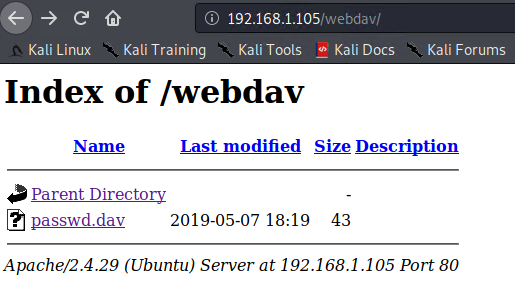 192.168.1.105/webdav/
Kali Linux Kali Training Kali Tools Kali Docs Kali Forums
Index of /webdav
Name Last modified Size Description
Parent Directory -
passwd.dav 2019-05-07 18:19 43
Apache/2.4.29 (Ubuntu) Server at 192.168.1.105 Port 80